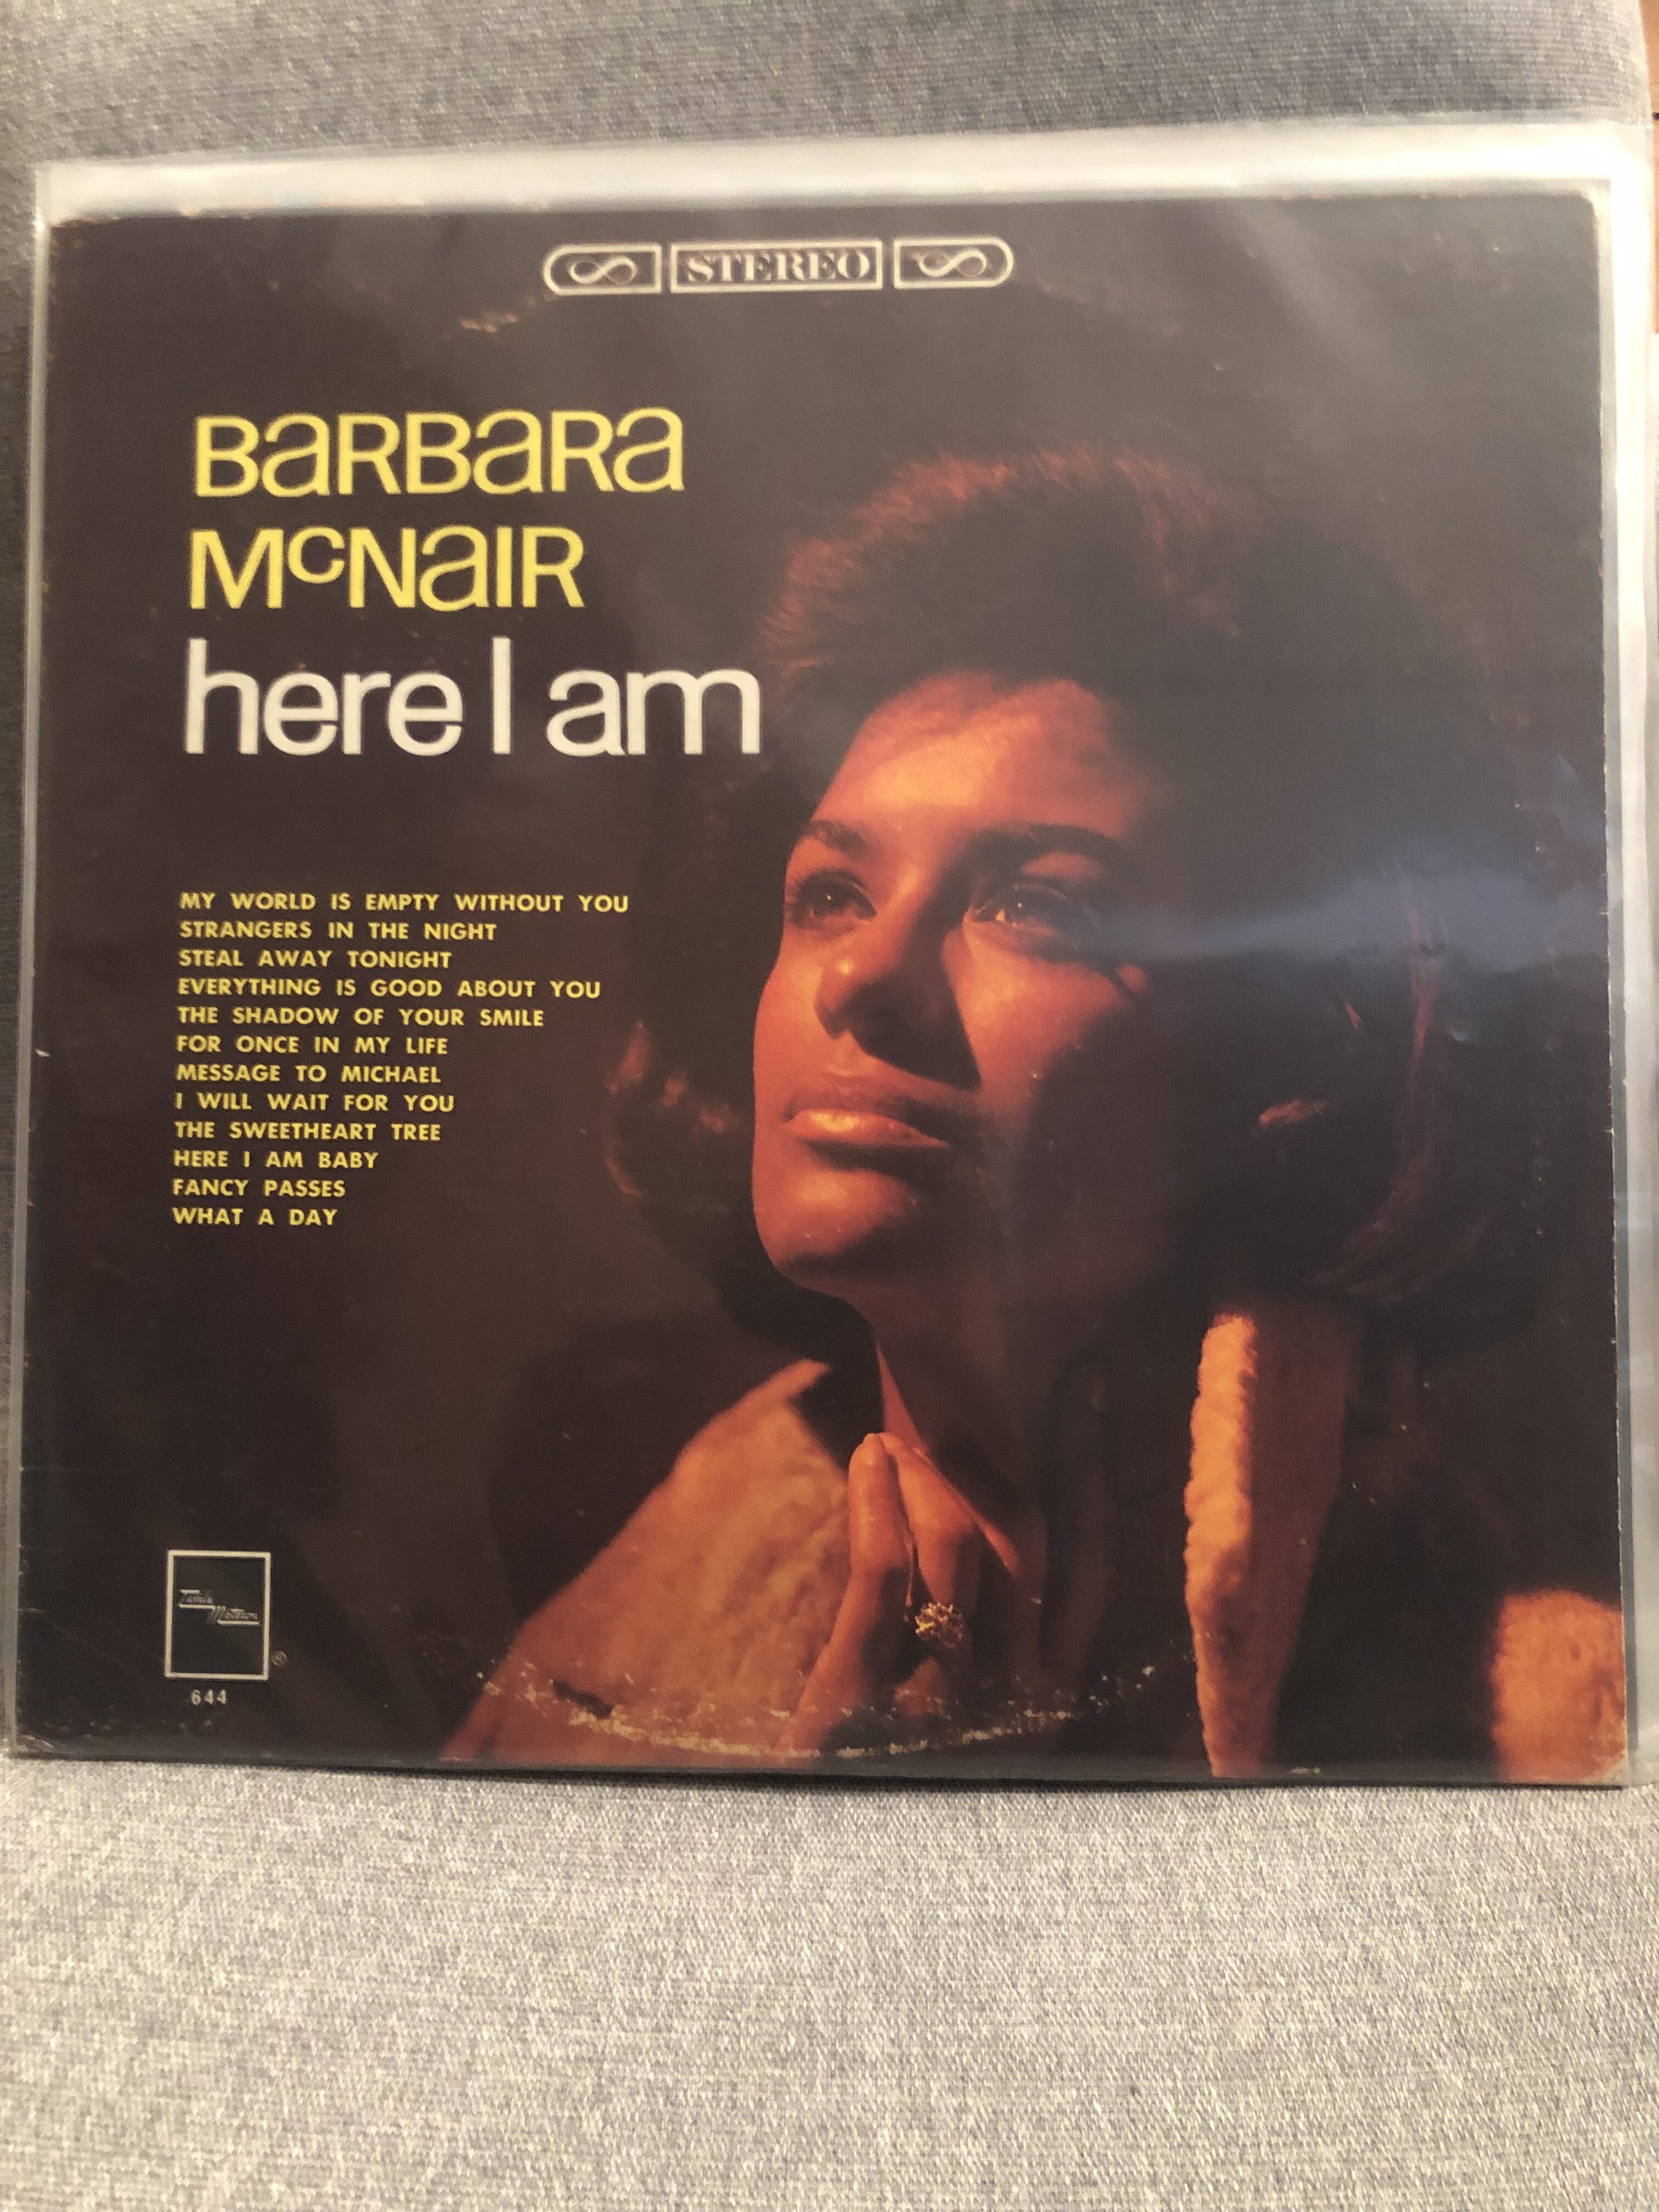 STEREO
BaRBaRa
McNaIR
here I am
MY WORLD IS EMPTY WITHOUT YOU
STRANGERS IN THE NIGHT
STEAL AWAY TONIGHT
EVERYTHING IS GOOD ABOUT YOU
THE SHADOW OF YOUR SMILE
FOR ONCE IN MY LIFE
MESSAGE TO MICHAEL
I WILL WAIT FOR YOU
THE SWEETHEART TREE
HERE I AM BABY
FANCY PASSES
WHAT A DAY
Tamla
Motown
®
644